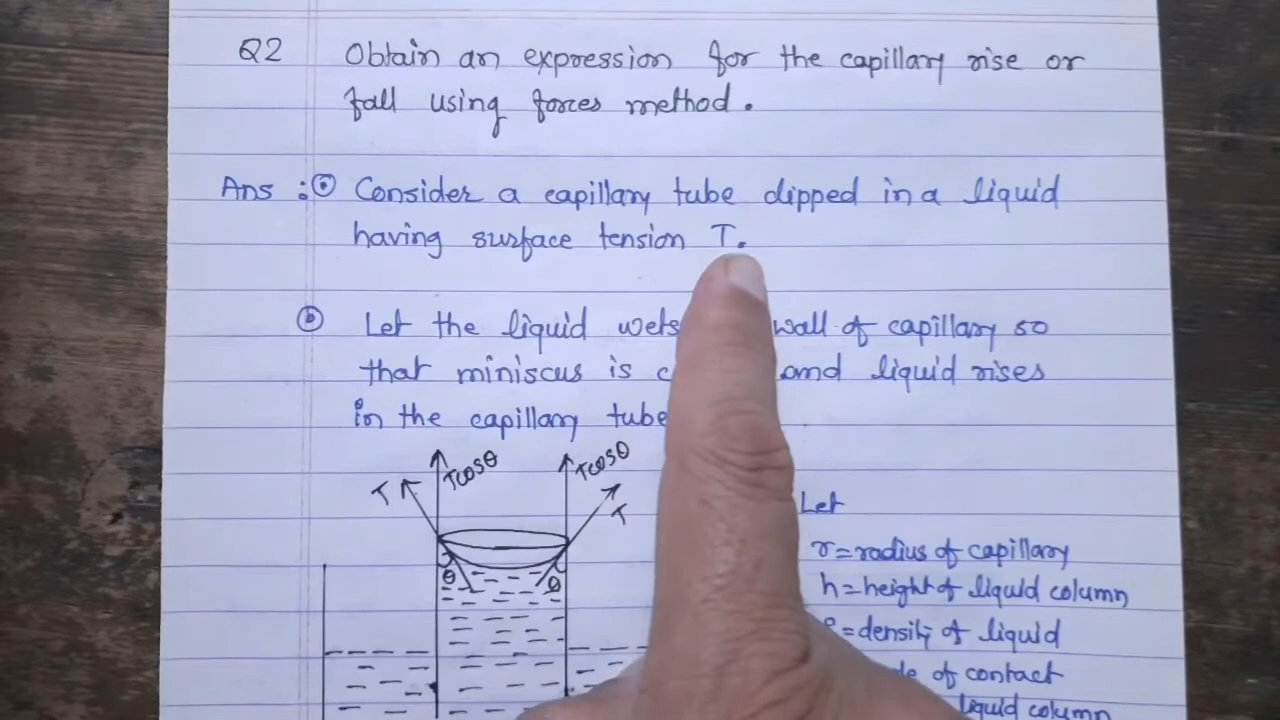 Q2 Obtain an expression for the capillary rise or
fall using forces method.
Ans : a Consider a capillary tube dipped in a liquid
having surface tension T.
b Let the liquid wets wall of capillary so
that miniscus is and liquid rises
in the capillary tube
Tcosθ Tcosθ
T T
θ θ
Let
r=radius of capillary
h=height of liquid column
ρ=density of liquid
of contact
liquid column